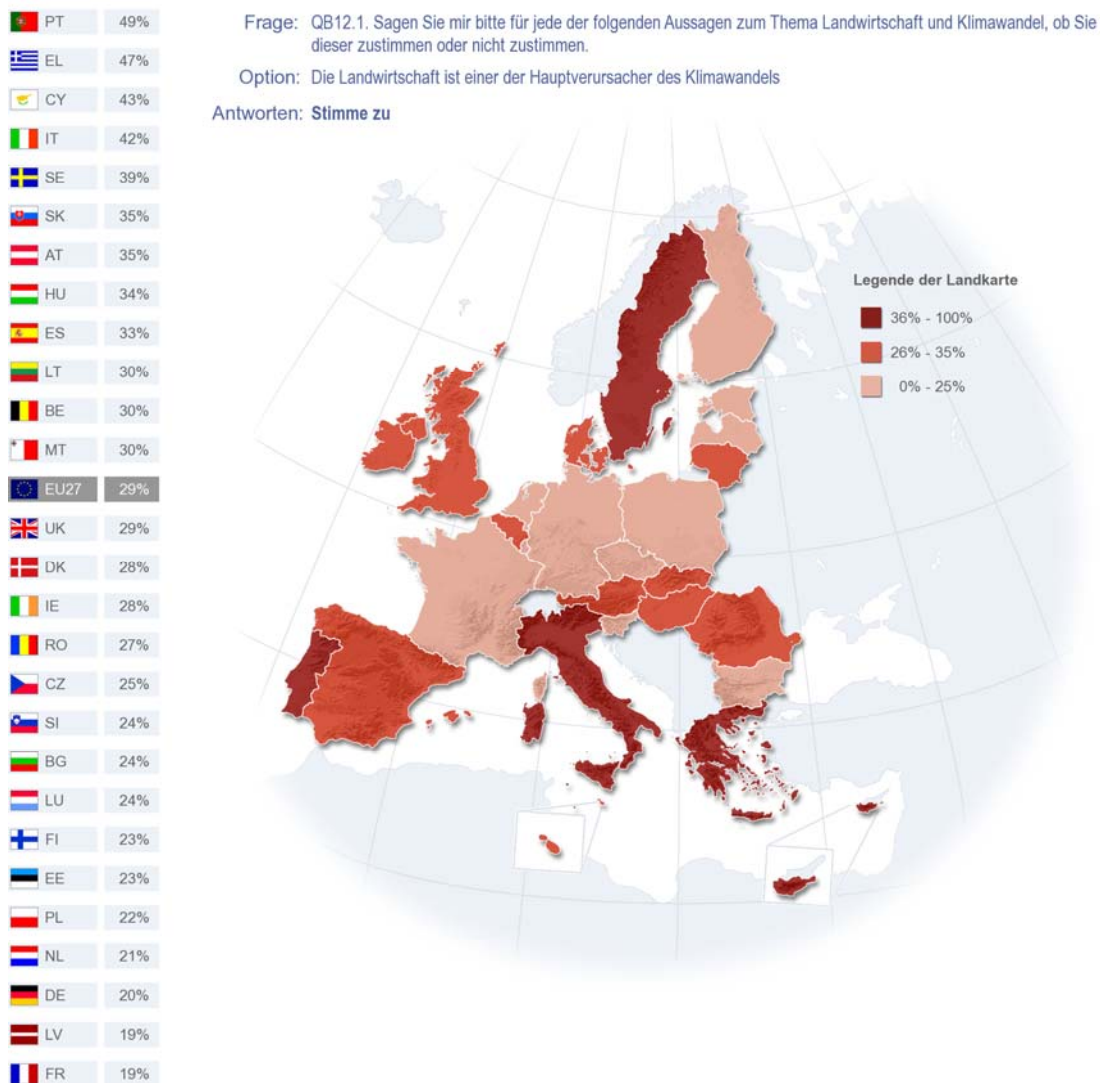 PT 49%
EL 47%
CY 43%
IT 42%
SE 39%
SK 35%
AT 35%
HU 34%
ES 33%
LT 30%
BE 30%
MT 30%
EU27 29%
UK 29%
DK 28%
IE 28%
RO 27%
CZ 25%
SI 24%
BG 24%
LU 24%
FI 23%
EE 23%
PL 22%
NL 21%
DE 20%
LV 19%
FR 19%
Frage: QB12.1. Sagen Sie mir bitte für jede der folgenden Aussagen zum Thema Landwirtschaft und Klimawandel, ob Sie
dieser zustimmen oder nicht zustimmen.
Option: Die Landwirtschaft ist einer der Hauptverursacher des Klimawandels
Antworten: Stimme zu
Legende der Landkarte
36% - 100%
26% - 35%
0% - 25%